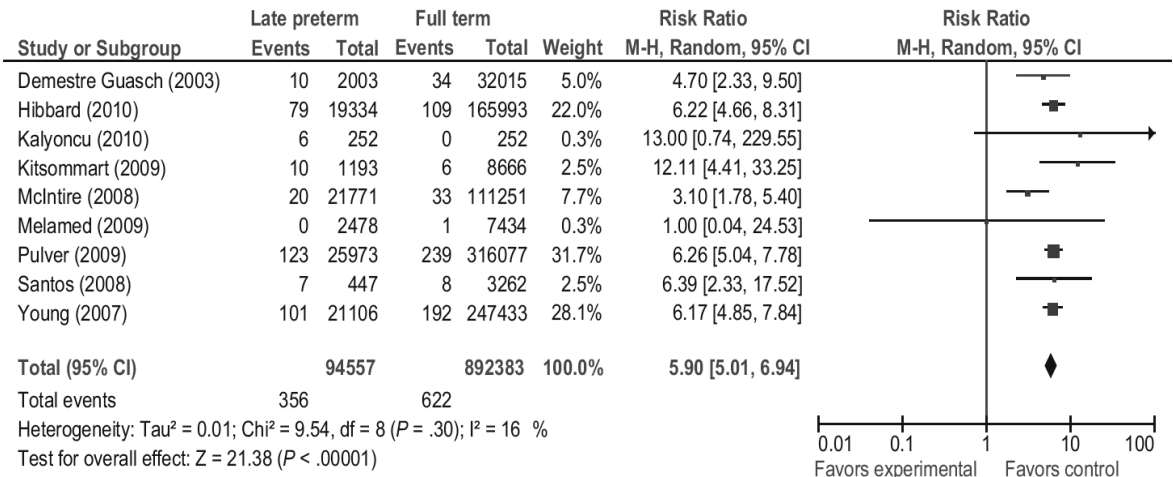 Late preterm Full term Risk Ratio Risk Ratio
Study or Subgroup Events Total Events Total Weight M-H, Random, 95% CI M-H, Random, 95% CI
Demestre Guasch (2003) 10 2003 34 32015 5.0% 4.70 [2.33, 9.50]
Hibbard (2010) 79 19334 109 165993 22.0% 6.22 [4.66, 8.31]
Kalyoncu (2010) 6 252 0 252 0.3% 13.00 [0.74, 229.55]
Kitsommart (2009) 10 1193 6 8666 2.5% 12.11 [4.41, 33.25]
McIntire (2008) 20 21771 33 111251 7.7% 3.10 [1.78, 5.40]
Melamed (2009) 0 2478 1 7434 0.3% 1.00 [0.04, 24.53]
Pulver (2009) 123 25973 239 316077 31.7% 6.26 [5.04, 7.78]
Santos (2008) 7 447 8 3262 2.5% 6.39 [2.33, 17.52]
Young (2007) 101 21106 192 247433 28.1% 6.17 [4.85, 7.84]
Total (95% CI) 94557 892383 100.0% 5.90 [5.01, 6.94]
Total events 356 622
Heterogeneity: Tau² = 0.01; Chi² = 9.54, df = 8 (P = .30); I² = 16 %
Test for overall effect: Z = 21.38 (P < .00001)
0.01 0.1 1 10 100
Favors experimental Favors control